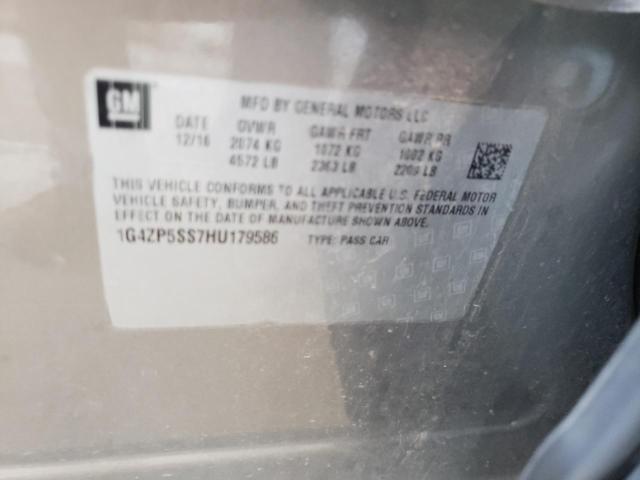 GM
MFD BY GENERAL MOTORS LLC
DATE GVWR GAWR FRT GAWR RR
12/16 2074 KG 1072 KG 1002 KG
4572 LB 2363 LB 2209 LB
THIS VEHICLE CONFORMS TO ALL APPLICABLE U.S. FEDERAL MOTOR
VEHICLE SAFETY, BUMPER, AND THEFT PREVENTION STANDARDS IN
EFFECT ON THE DATE OF MANUFACTURE SHOWN ABOVE.
1G4ZP5SS7HU179586 TYPE: PASS CAR